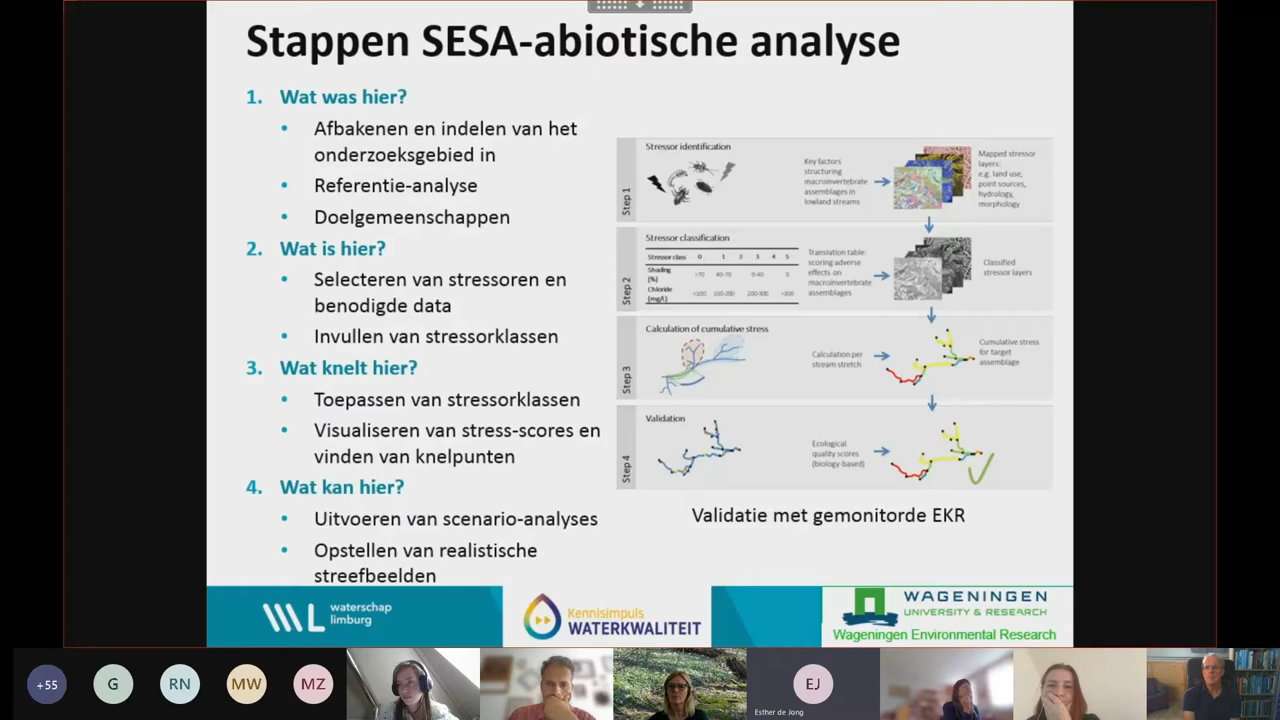 Stappen SESA-abiotische analyse
1. Wat was hier?
• Afbakenen en indelen van het
onderzoeksgebied in
• Referentie-analyse
• Doelgemeenschappen
2. Wat is hier?
• Selecteren van stressoren en
benodigde data
• Invullen van stressorklassen
3. Wat knelt hier?
• Toepassen van stressorklassen
• Visualiseren van stress-scores en
vinden van knelpunten
4. Wat kan hier?
• Uitvoeren van scenario-analyses
• Opstellen van realistische
streefbeelden
Step 1
Stressor identification
Key factors
structuring
macroinvertebrate
assemblages in
lowland streams
Mapped stressor
layers:
e.g. land use,
point sources,
hydrology,
morphology
Step 2
Stressor classification
Stressor class 0 1 2 3 4 5
Shading
(%) >70 40-70 0-40 0
Chloride
(mg/L) <100 100-200 200-300 >300
Translation table:
scoring adverse
effects on
macroinvertebrate
assemblages
Classified
stressor layers
Step 3
Calculation of cumulative stress
Calculation per
stream stretch
Cumulative stress
for target
assemblage
Step 4
Validation
Ecological
quality scores
(biology-based)
Validatie met gemonitorde EKR
waterschap
limburg
Kennisimpuls
WATERKWALITEIT
WAGENINGEN
UNIVERSITY & RESEARCH
Wageningen Environmental Research
+55
G
RN
MW
MZ
EJ
Esther de Jong